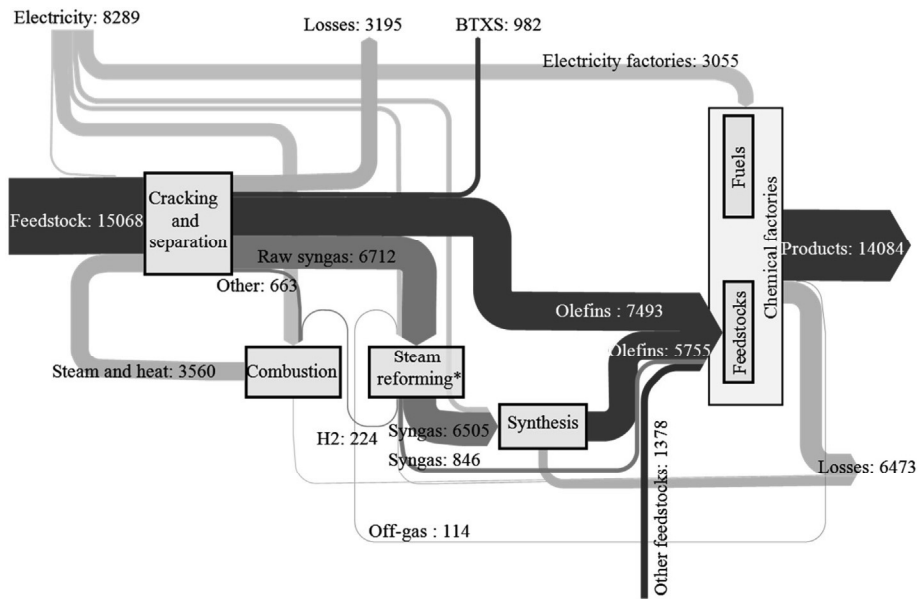 Electricity: 8289
Losses: 3195
BTXS: 982
Electricity factories: 3055
Fuels
Chemical factories
Feedstock: 15068
Cracking
and
separation
Products: 14084
Raw syngas: 6712
Other: 663
Olefins : 7493
Feedstocks
Olefins: 5755
Steam and heat: 3560
Combustion
Steam
reforming*
Synthesis
H2: 224
Syngas: 6505
Syngas: 846
Other feedstocks: 1378
Losses: 6473
Off-gas : 114